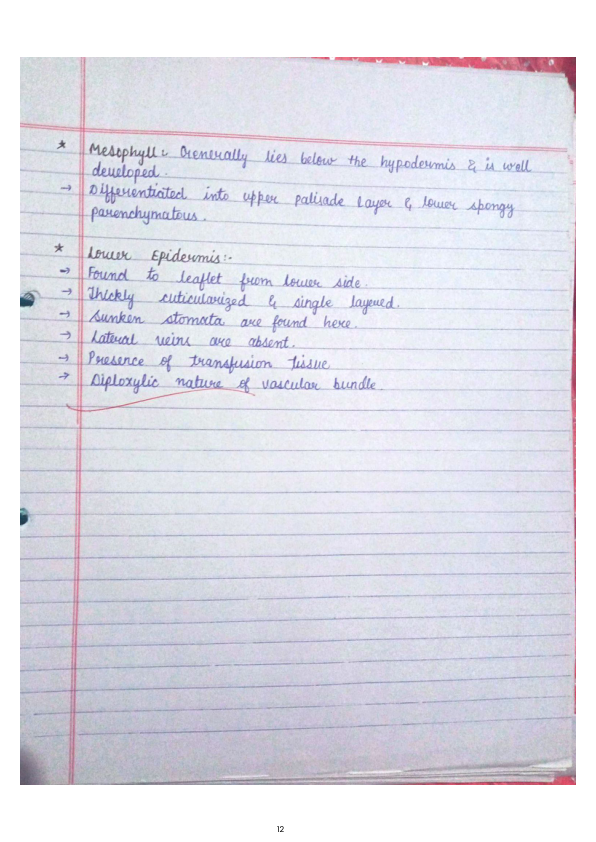 * Mesophyll: Generally lies below the hypodermis & is well
developed.
→ Differentiated into upper palisade layer & lower spongy
parenchymatous.
* Lower Epidermis:-
→ Found to leaflet from lower side.
→ Thickly cuticularized & single layered.
→ Sunken stomata are found here.
→ Lateral veins are absent.
→ Presence of transfusion tissue
→ Diploxylic nature of vascular bundle.
12